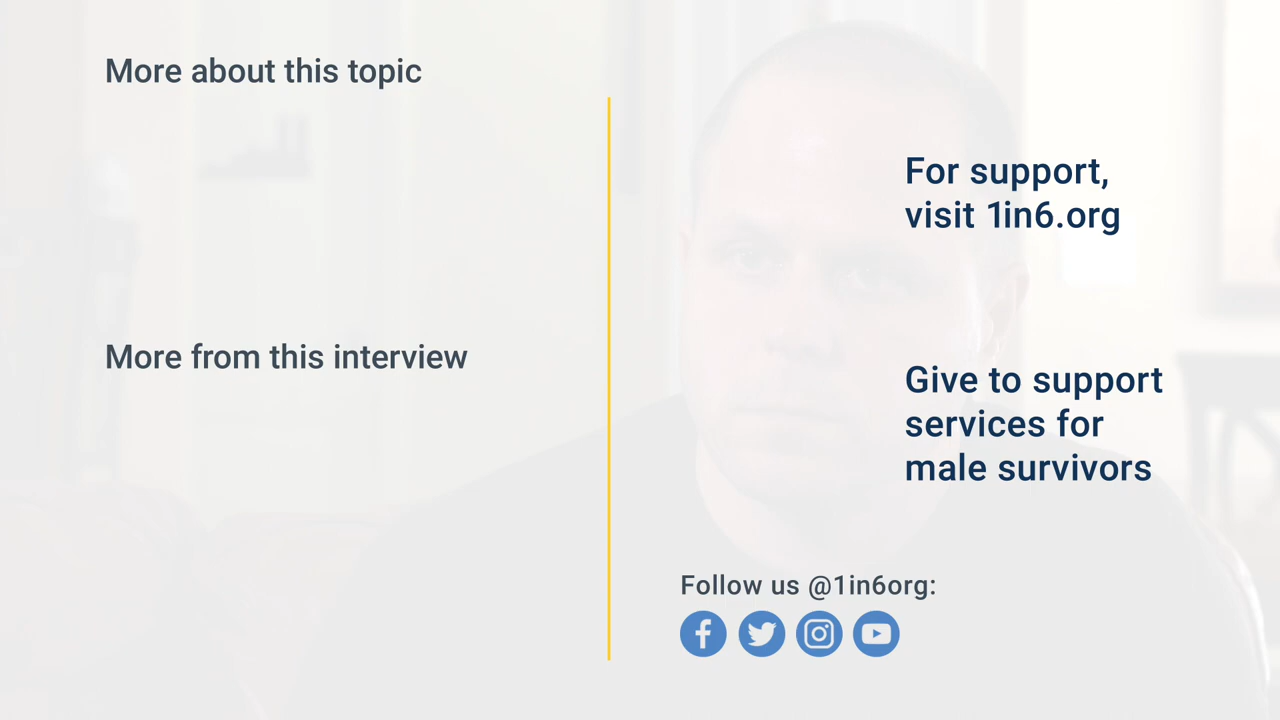 More about this topic
More from this interview
For support,
visit 1in6.org
Give to support
services for
male survivors
Follow us @1in6org: